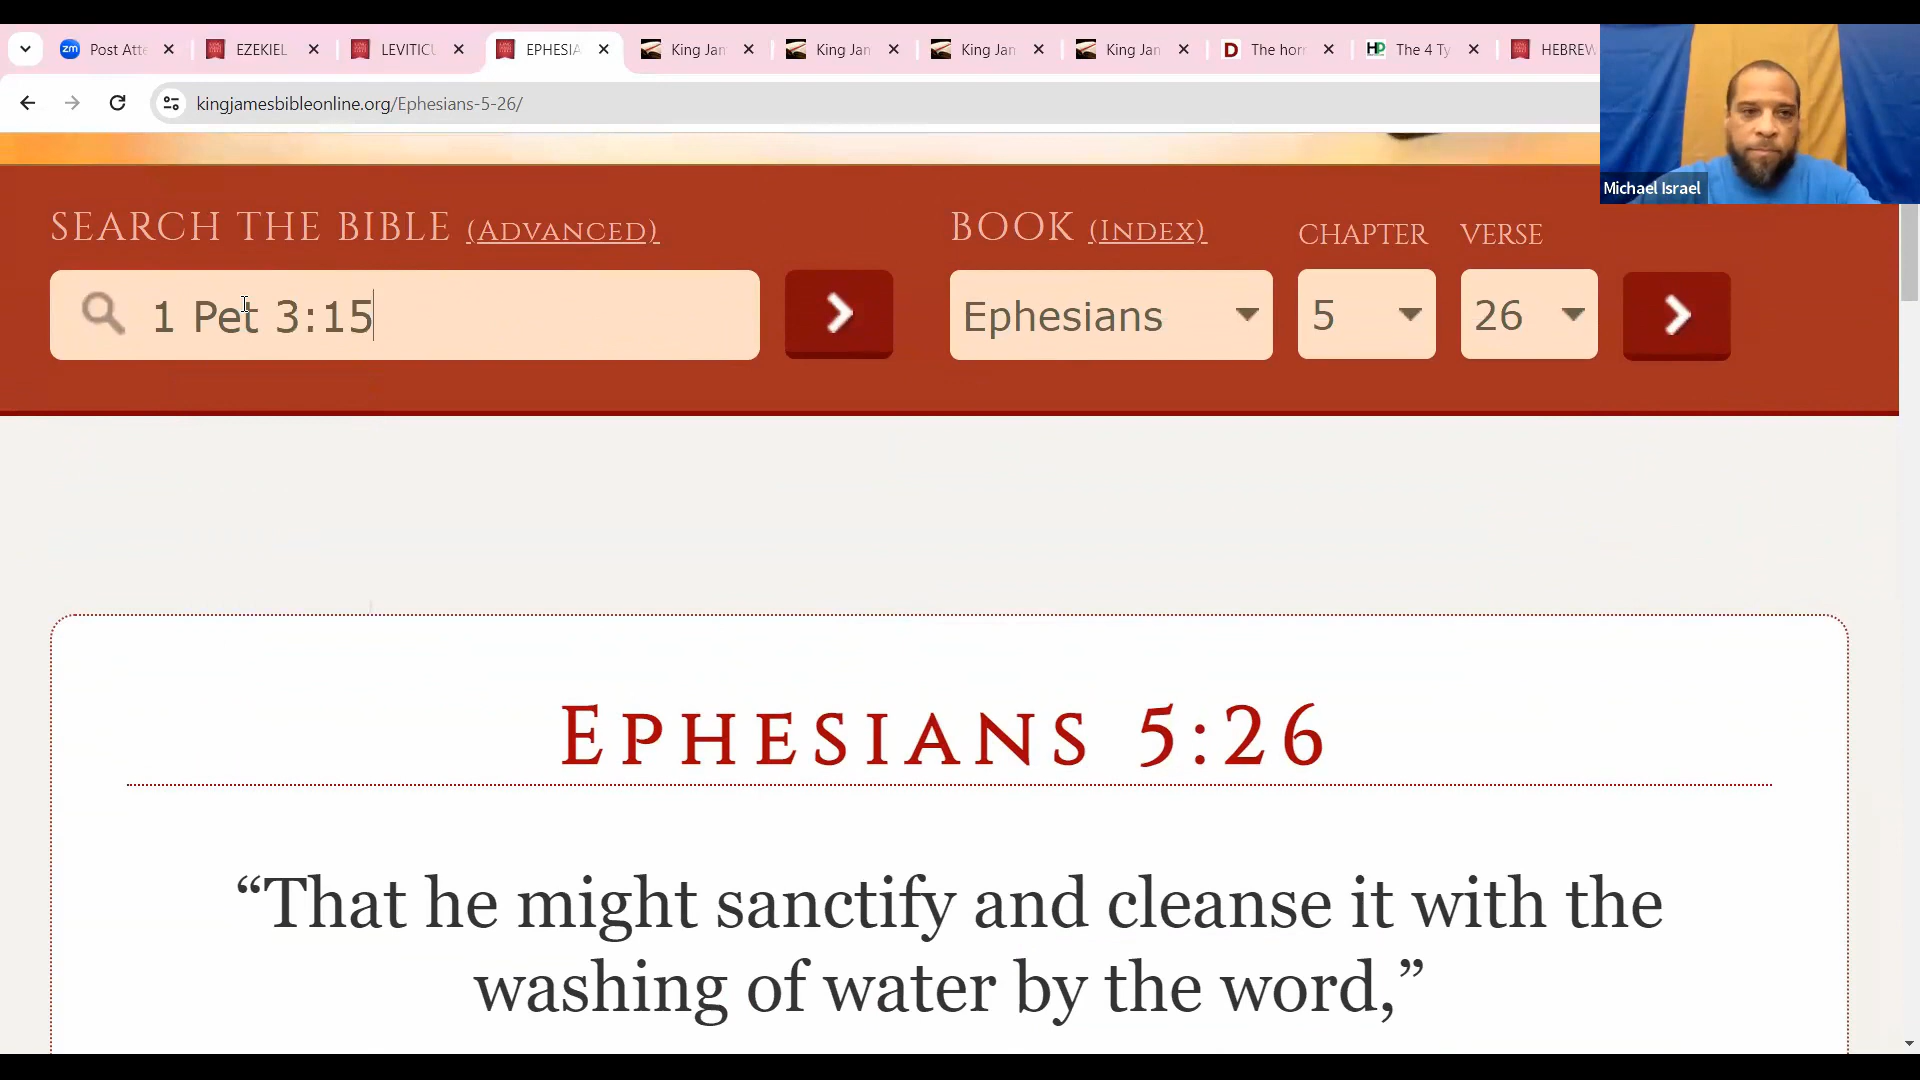 Post Atte
EZEKIEL
LEVITICU
EPHESIA
King Jan
King Jan
King Jan
King Jan
The horr
The 4 Ty
HEBREW
kingjamesbibleonline.org/Ephesians-5-26/
Michael Israel
SEARCH THE BIBLE (ADVANCED)
BOOK (INDEX) CHAPTER VERSE
1 Pet 3:15
Ephesians 5 26
EPHESIANS 5:26
“That he might sanctify and cleanse it with the
washing of water by the word,”